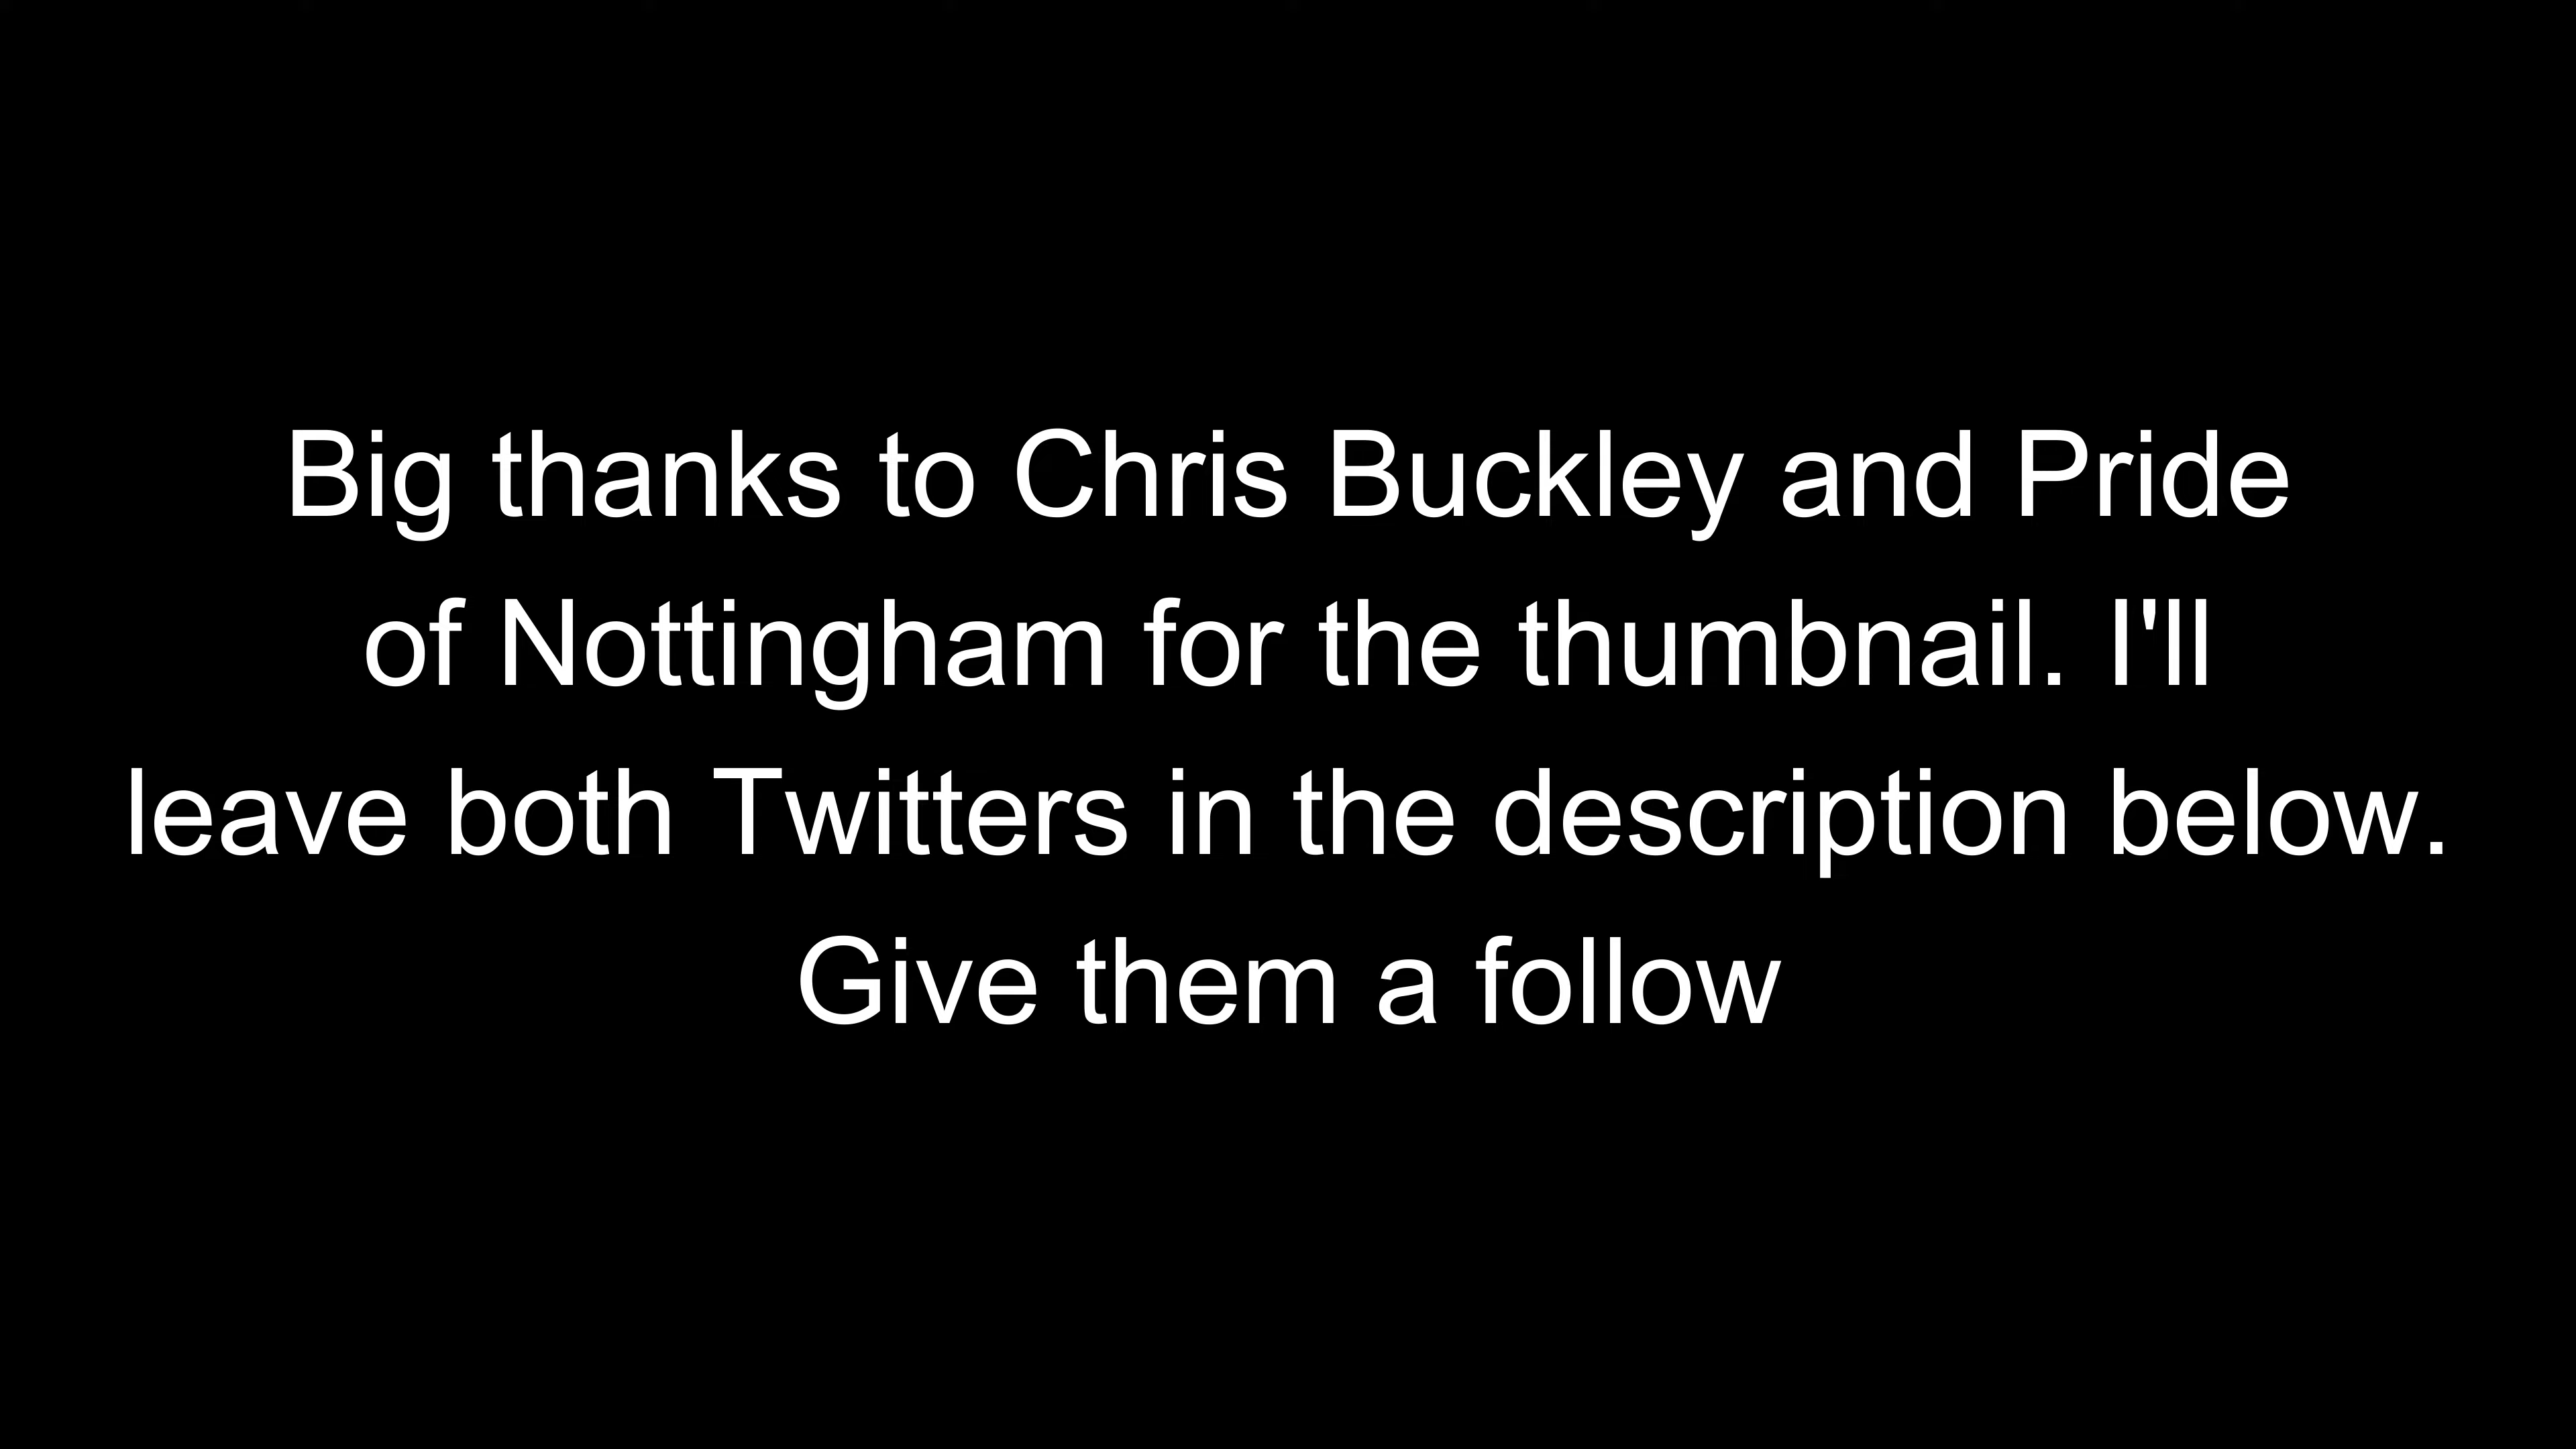 Big thanks to Chris Buckley and Pride
of Nottingham for the thumbnail. I'll
leave both Twitters in the description below.
Give them a follow